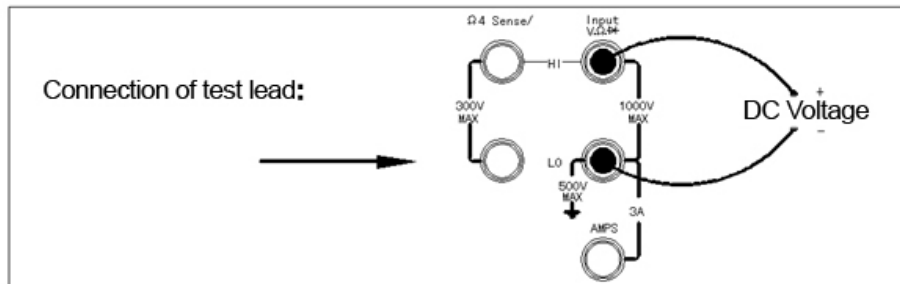 Ω4 Sense/
Input
V.Ω.
HI
Connection of test lead:
300V
MAX
1000V
MAX
+
DC Voltage
−
LO
500V
MAX
3A
AMPS